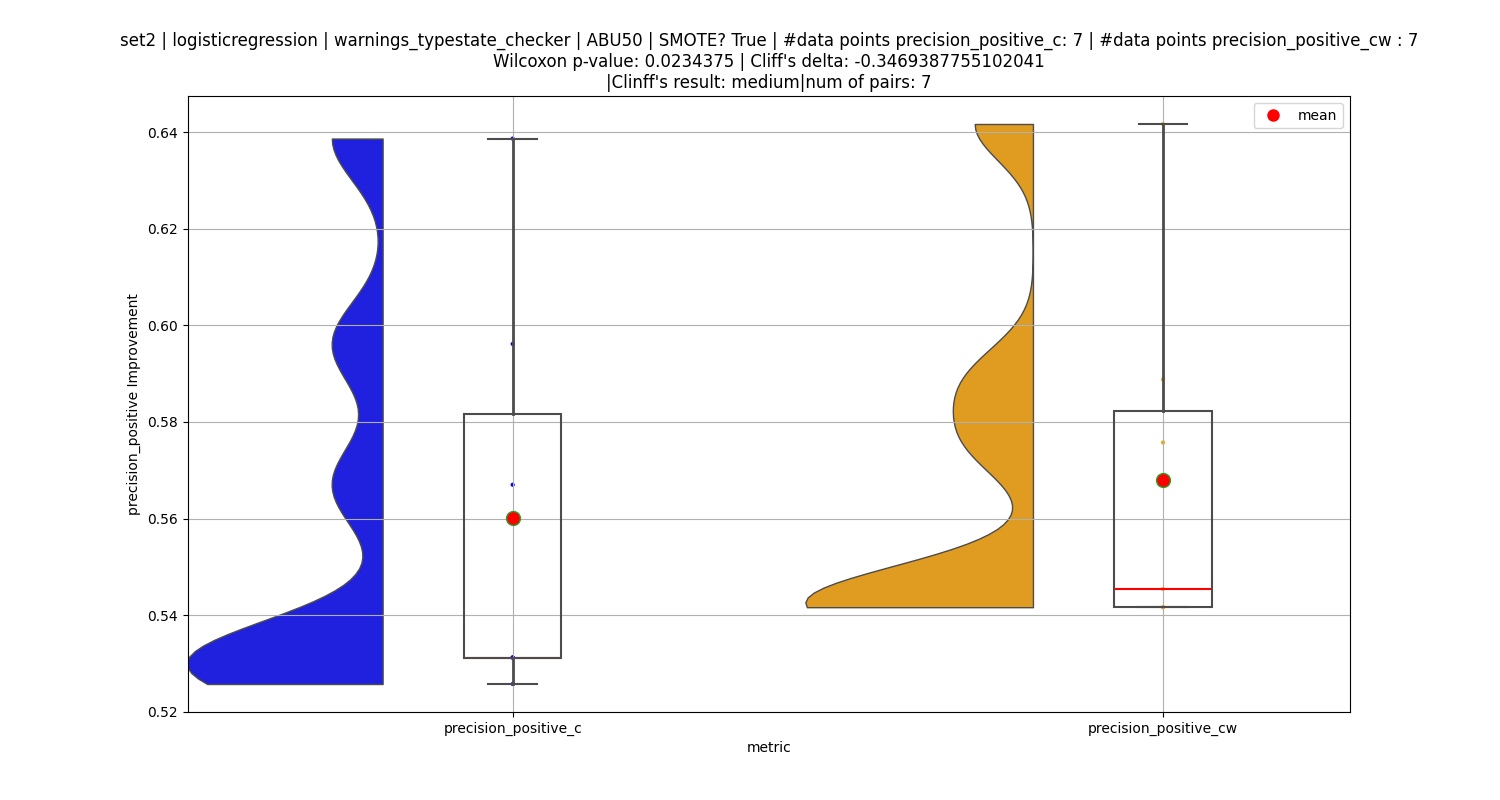 set2 | logisticregression | warnings_typestate_checker | ABU50 | SMOTE? True | #data points precision_positive_c: 7 | #data points precision_positive_cw : 7
Wilcoxon p-value: 0.0234375 | Cliff's delta: -0.3469387755102041
|Clinff's result: medium|num of pairs: 7
mean
0.64
0.62
0.60
0.58
0.56
0.54
0.52
precision_positive Improvement
precision_positive_c
precision_positive_cw
metric